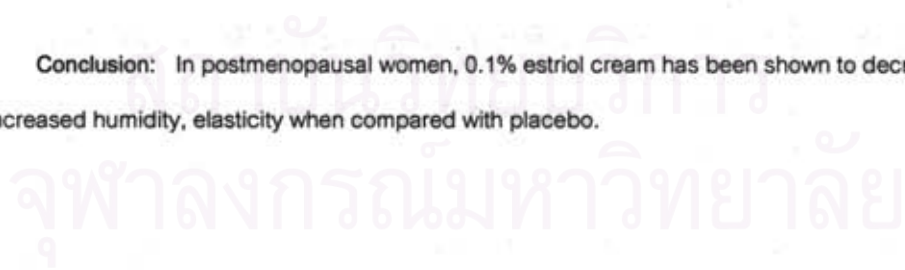 สถาบันวิทยบริการ
Conclusion: In postmenopausal women, 0.1% estriol cream has been shown to
creased humidity, elasticity when compared with placebo.
จุฬาลงกรณ์มหาวิทยาลัย